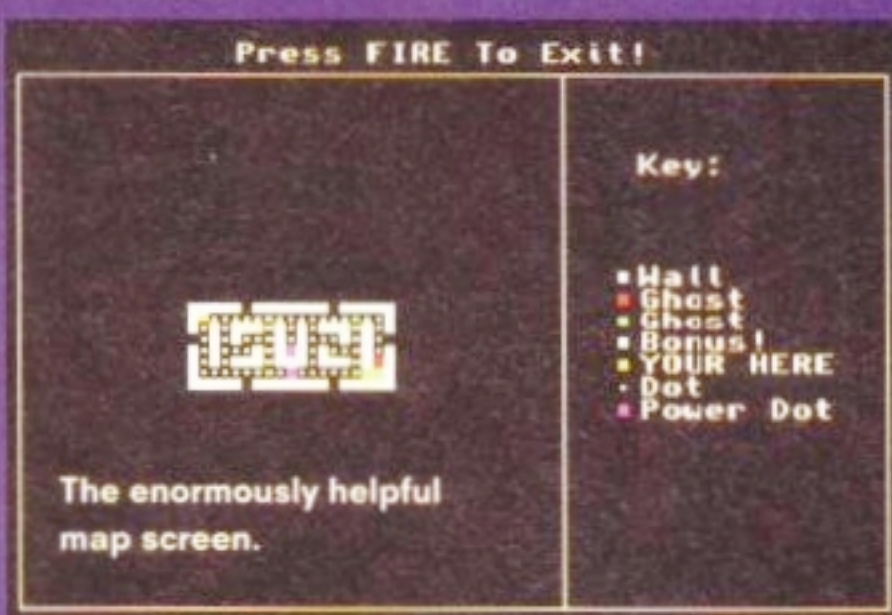 Press FIRE To Exit!
Key:
Wall
Ghost
Ghost
Bonus!
YOUR HERE
Dot
Power Dot
The enormously helpful
map screen.